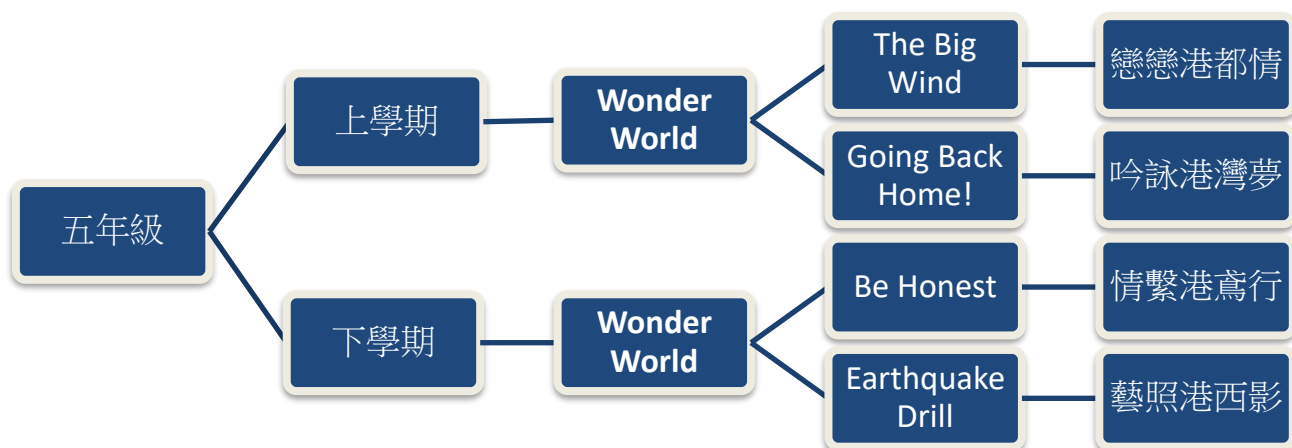 五年級
上學期
Wonder
World
The Big
Wind
戀戀港都情
Going Back
Home!
吟詠港灣夢
下學期
Wonder
World
Be Honest
情繫港鳶行
Earthquake
Drill
藝照港西影